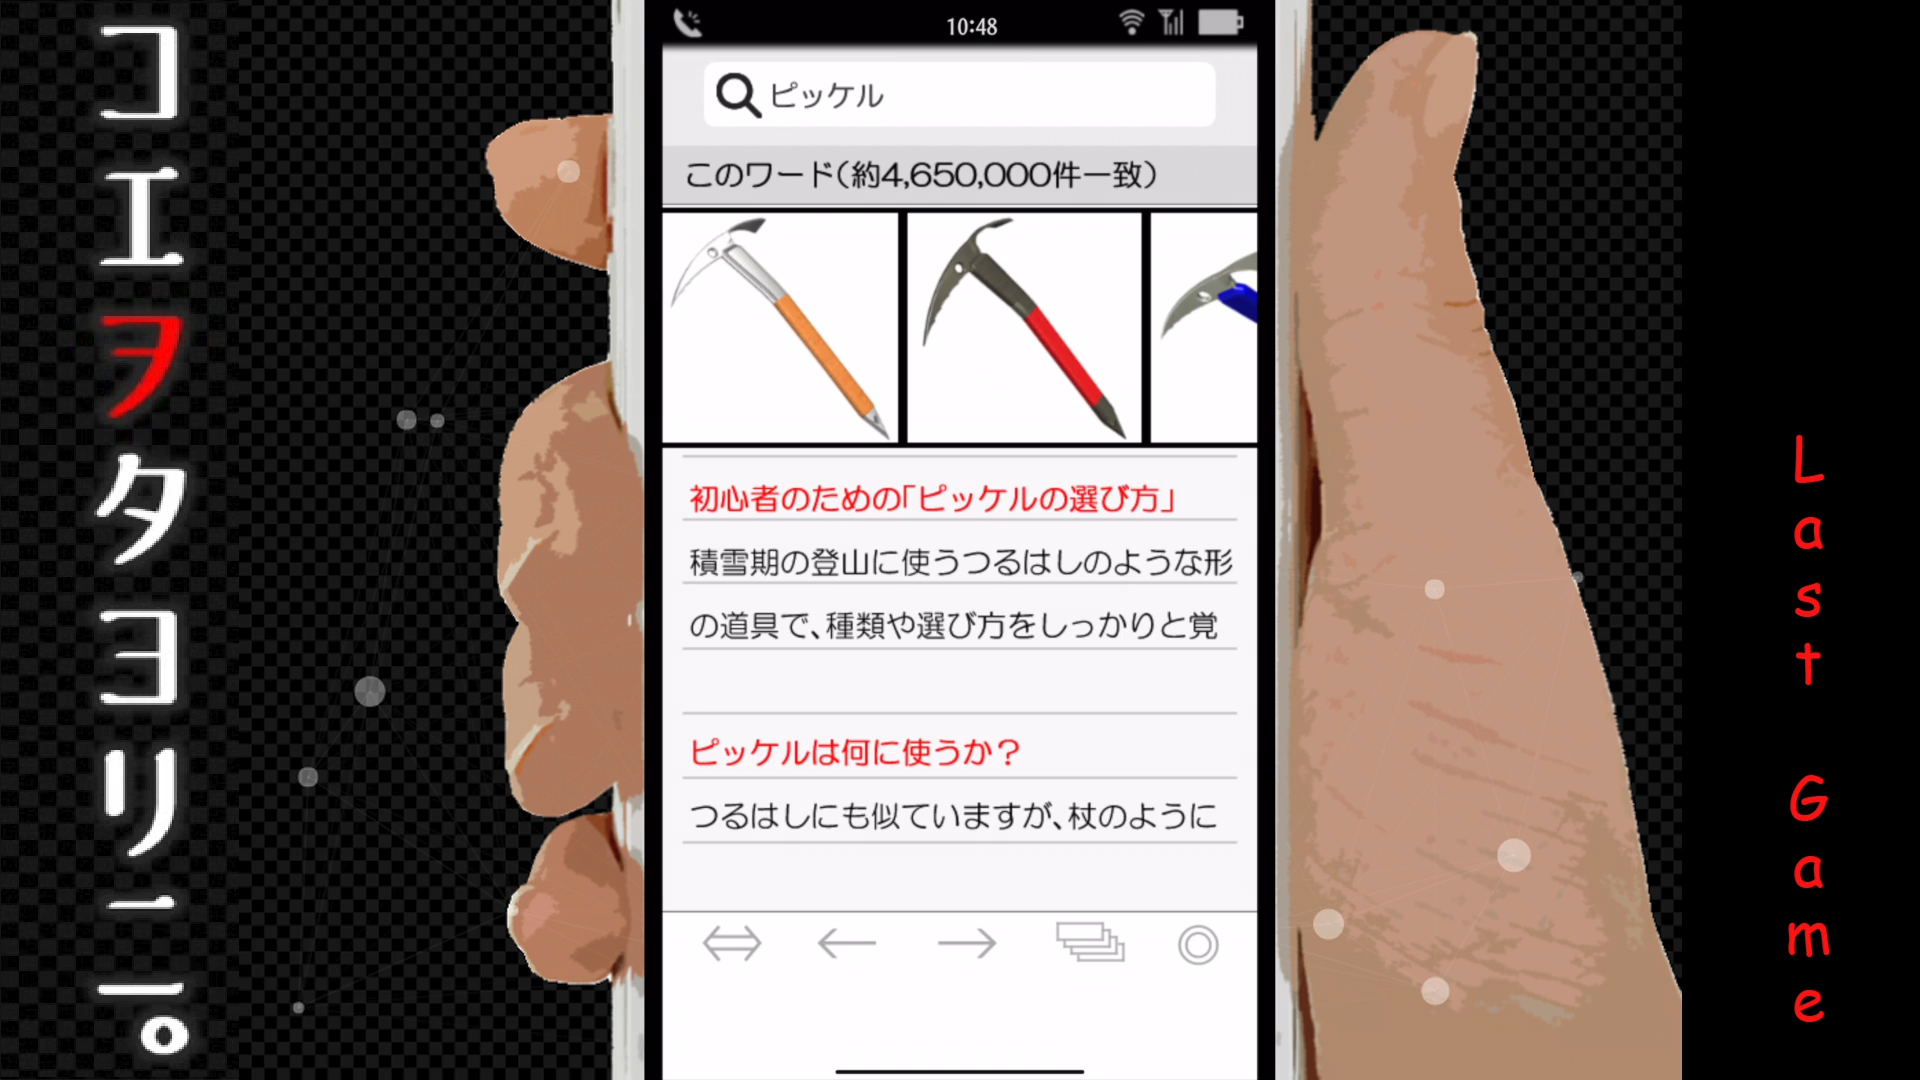 コエヲタヨリニ。
10:48
ピッケル
このワード(約4,650,000件一致)
初心者のための「ピッケルの選び方」
積雪期の登山に使うつるはしのような形
の道具で、種類や選び方をしっかりと覚
ピッケルは何に使うか？
つるはしにも似ていますが、杖のように
Last Game